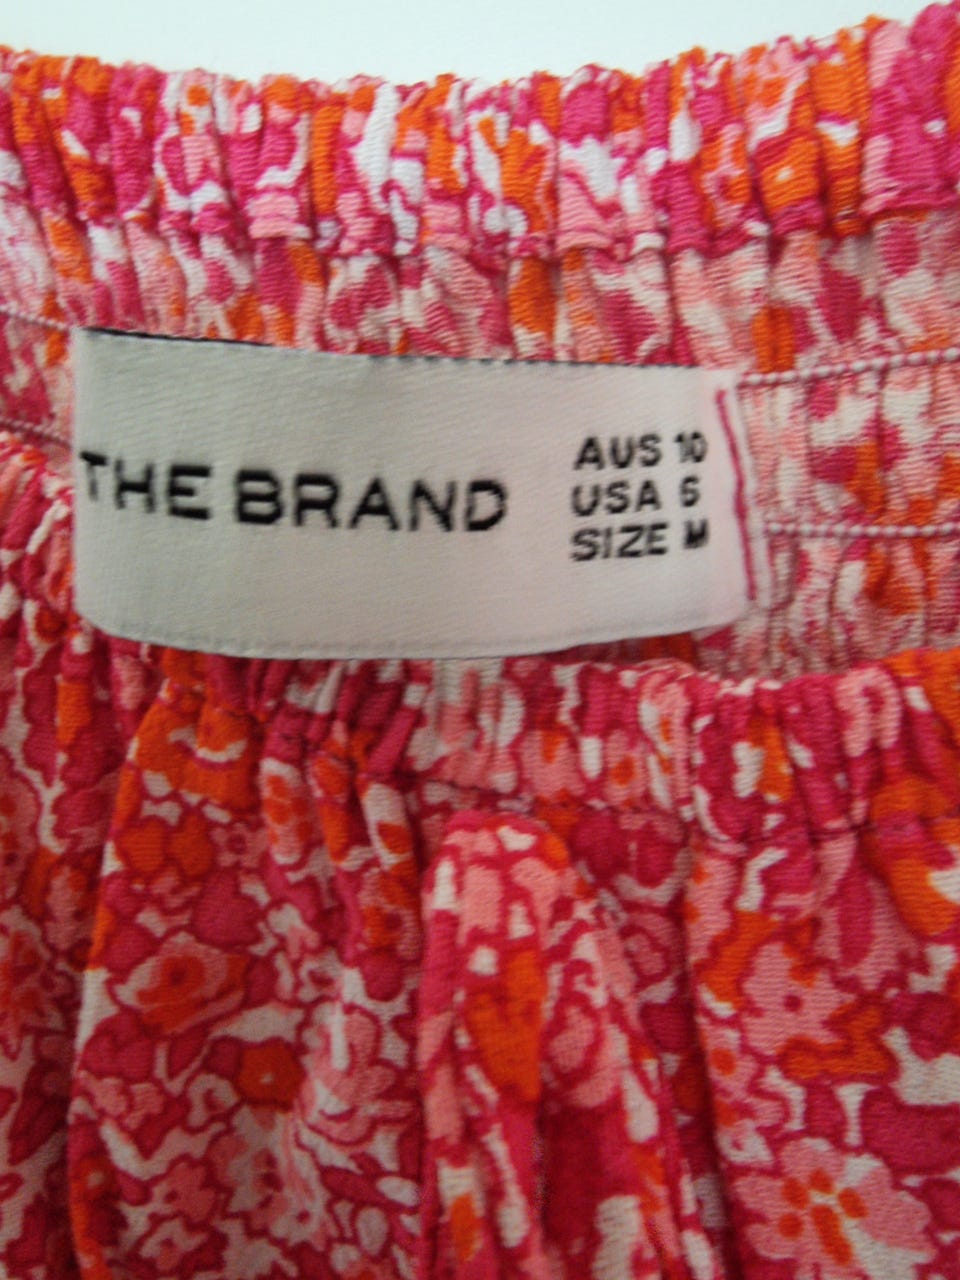 THE BRAND
AUS 10
USA 6
SIZE M